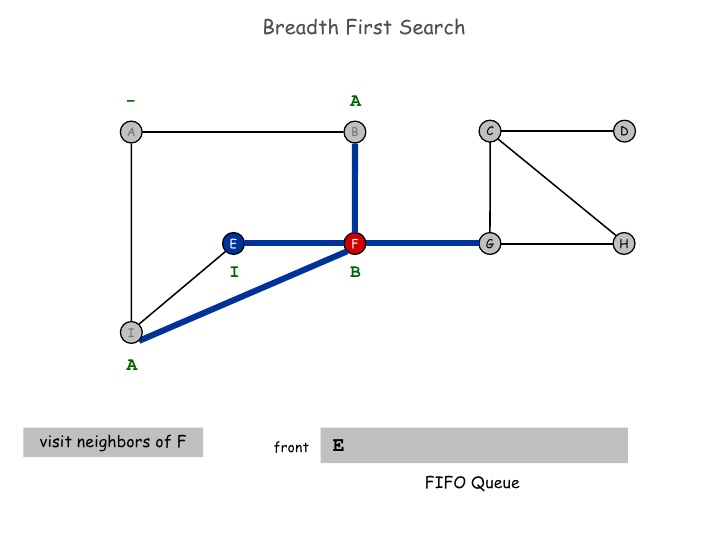 Breadth First Search
- A
A B C D
E F G H
I B
I
A
visit neighbors of F
front E
FIFO Queue